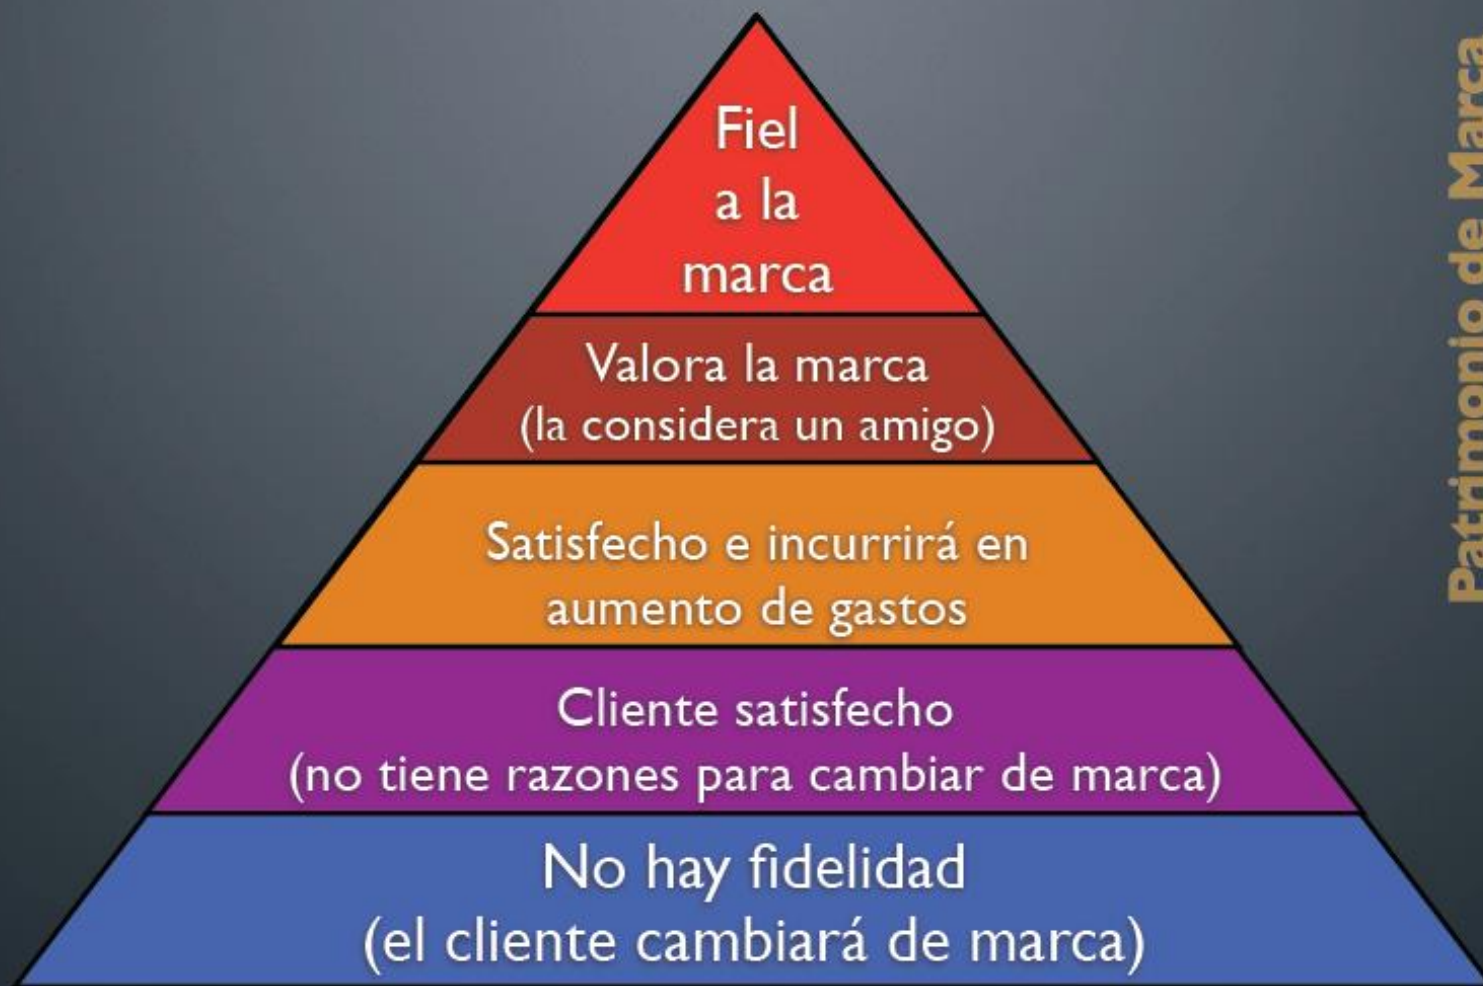 Fiel
a la
marca
Valora la marca
(la considera un amigo)
Satisfecho e incurrirá en
aumento de gastos
Cliente satisfecho
(no tiene razones para cambiar de marca)
No hay fidelidad
(el cliente cambiará de marca)
Patrimonio de Marca